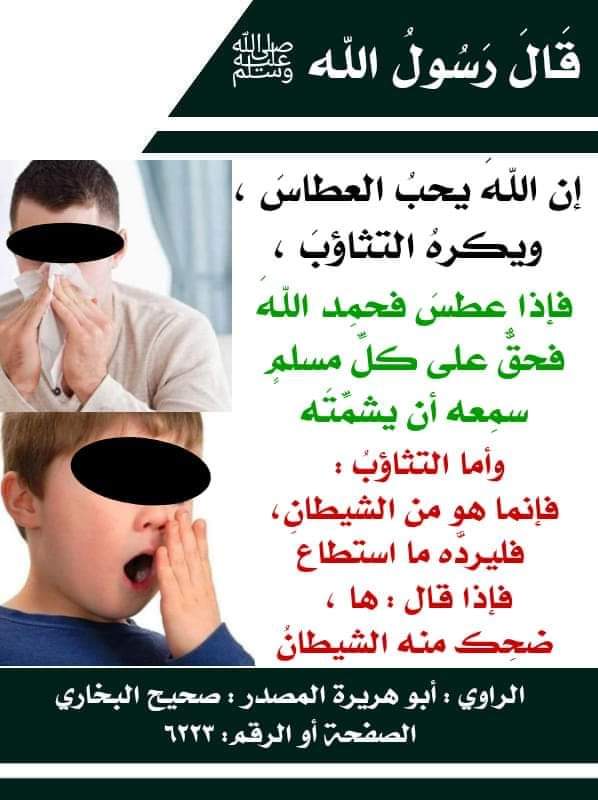 قَالَ رَسُولُ اللّه ﷺ
إن اللّهَ يحبُ العطاسَ ،
ويكرهُ التثاؤبَ ،
فإذا عطسَ فحمِد اللّهَ
فحقٌّ على كلِّ مسلمٍ
سمِعه أن يشمِّتَه
وأما التثاؤبُ :
فإنما هو من الشيطانِ،
فليردَّه ما استطاع
فإذا قال : ها ،
ضحِك منه الشيطانُ
الراوي : أبو هريرة المصدر : صحيح البخاري
الصفحة أو الرقم: ٦٢٢٣